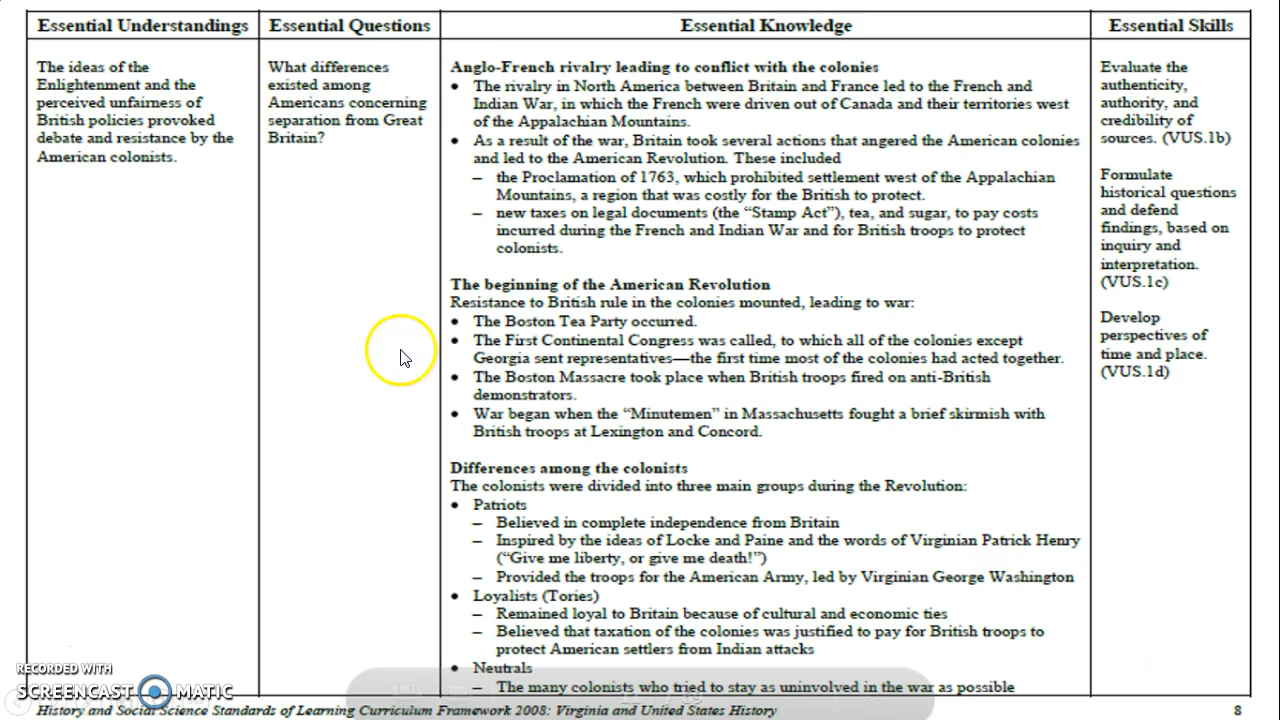 Essential Understandings
Essential Questions
Essential Knowledge
Essential Skills
The ideas of the
Enlightenment and the
perceived unfairness of
British policies provoked
debate and resistance by the
American colonists.
What differences
existed among
Americans concerning
separation from Great
Britain?
Anglo-French rivalry leading to conflict with the colonies
• The rivalry in North America between Britain and France led to the French and
Indian War, in which the French were driven out of Canada and their territories west
of the Appalachian Mountains.
• As a result of the war, Britain took several actions that angered the American colonies
and led to the American Revolution. These included
– the Proclamation of 1763, which prohibited settlement west of the Appalachian
Mountains, a region that was costly for the British to protect.
– new taxes on legal documents (the “Stamp Act”), tea, and sugar, to pay costs
incurred during the French and Indian War and for British troops to protect
colonists.
The beginning of the American Revolution
Resistance to British rule in the colonies mounted, leading to war:
• The Boston Tea Party occurred.
• The First Continental Congress was called, to which all of the colonies except
Georgia sent representatives—the first time most of the colonies had acted together.
• The Boston Massacre took place when British troops fired on anti-British
demonstrators.
• War began when the “Minutemen” in Massachusetts fought a brief skirmish with
British troops at Lexington and Concord.
Differences among the colonists
The colonists were divided into three main groups during the Revolution:
• Patriots
– Believed in complete independence from Britain
– Inspired by the ideas of Locke and Paine and the words of Virginian Patrick Henry
(“Give me liberty, or give me death!”)
– Provided the troops for the American Army, led by Virginian George Washington
• Loyalists (Tories)
– Remained loyal to Britain because of cultural and economic ties
– Believed that taxation of the colonies was justified to pay for British troops to
protect American settlers from Indian attacks
• Neutrals
– The many colonists who tried to stay as uninvolved in the war as possible
Evaluate the
authenticity,
authority, and
credibility of
sources. (VUS.1b)
Formulate
historical questions
and defend
findings, based on
inquiry and
interpretation.
(VUS.1c)
Develop
perspectives of
time and place.
(VUS.1d)
RECORDED WITH
SCREENCAST MATIC
History and Social Science Standards of Learning Curriculum Framework 2008: Virginia and United States History
8